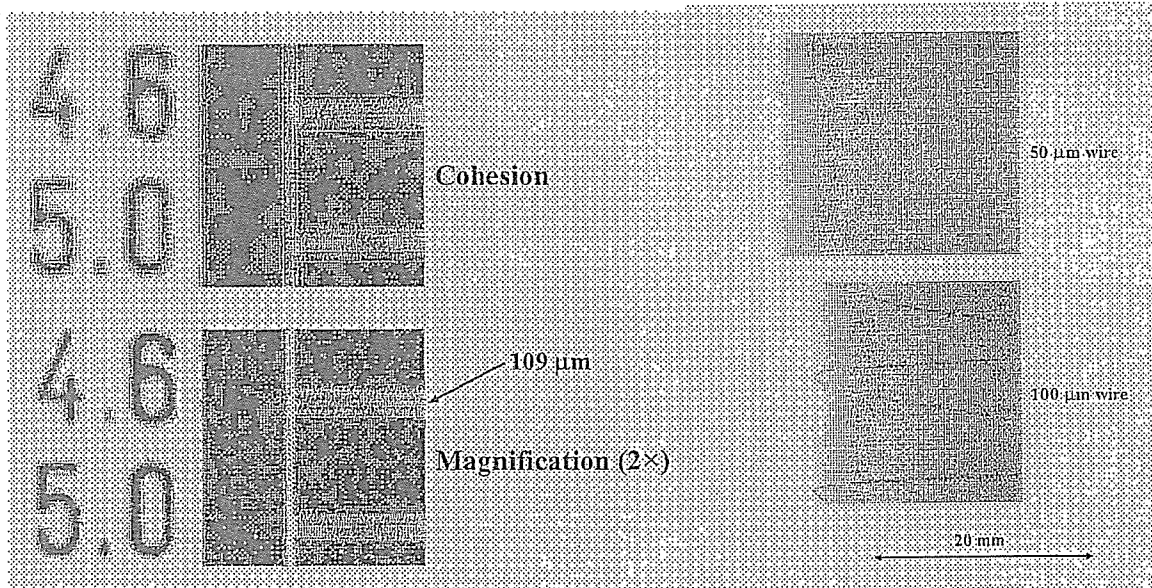 4.6
5.0
Cohesion
4.6
5.0
109 μm
Magnification (2×)
50 μm wire
100 μm wire
20 mm